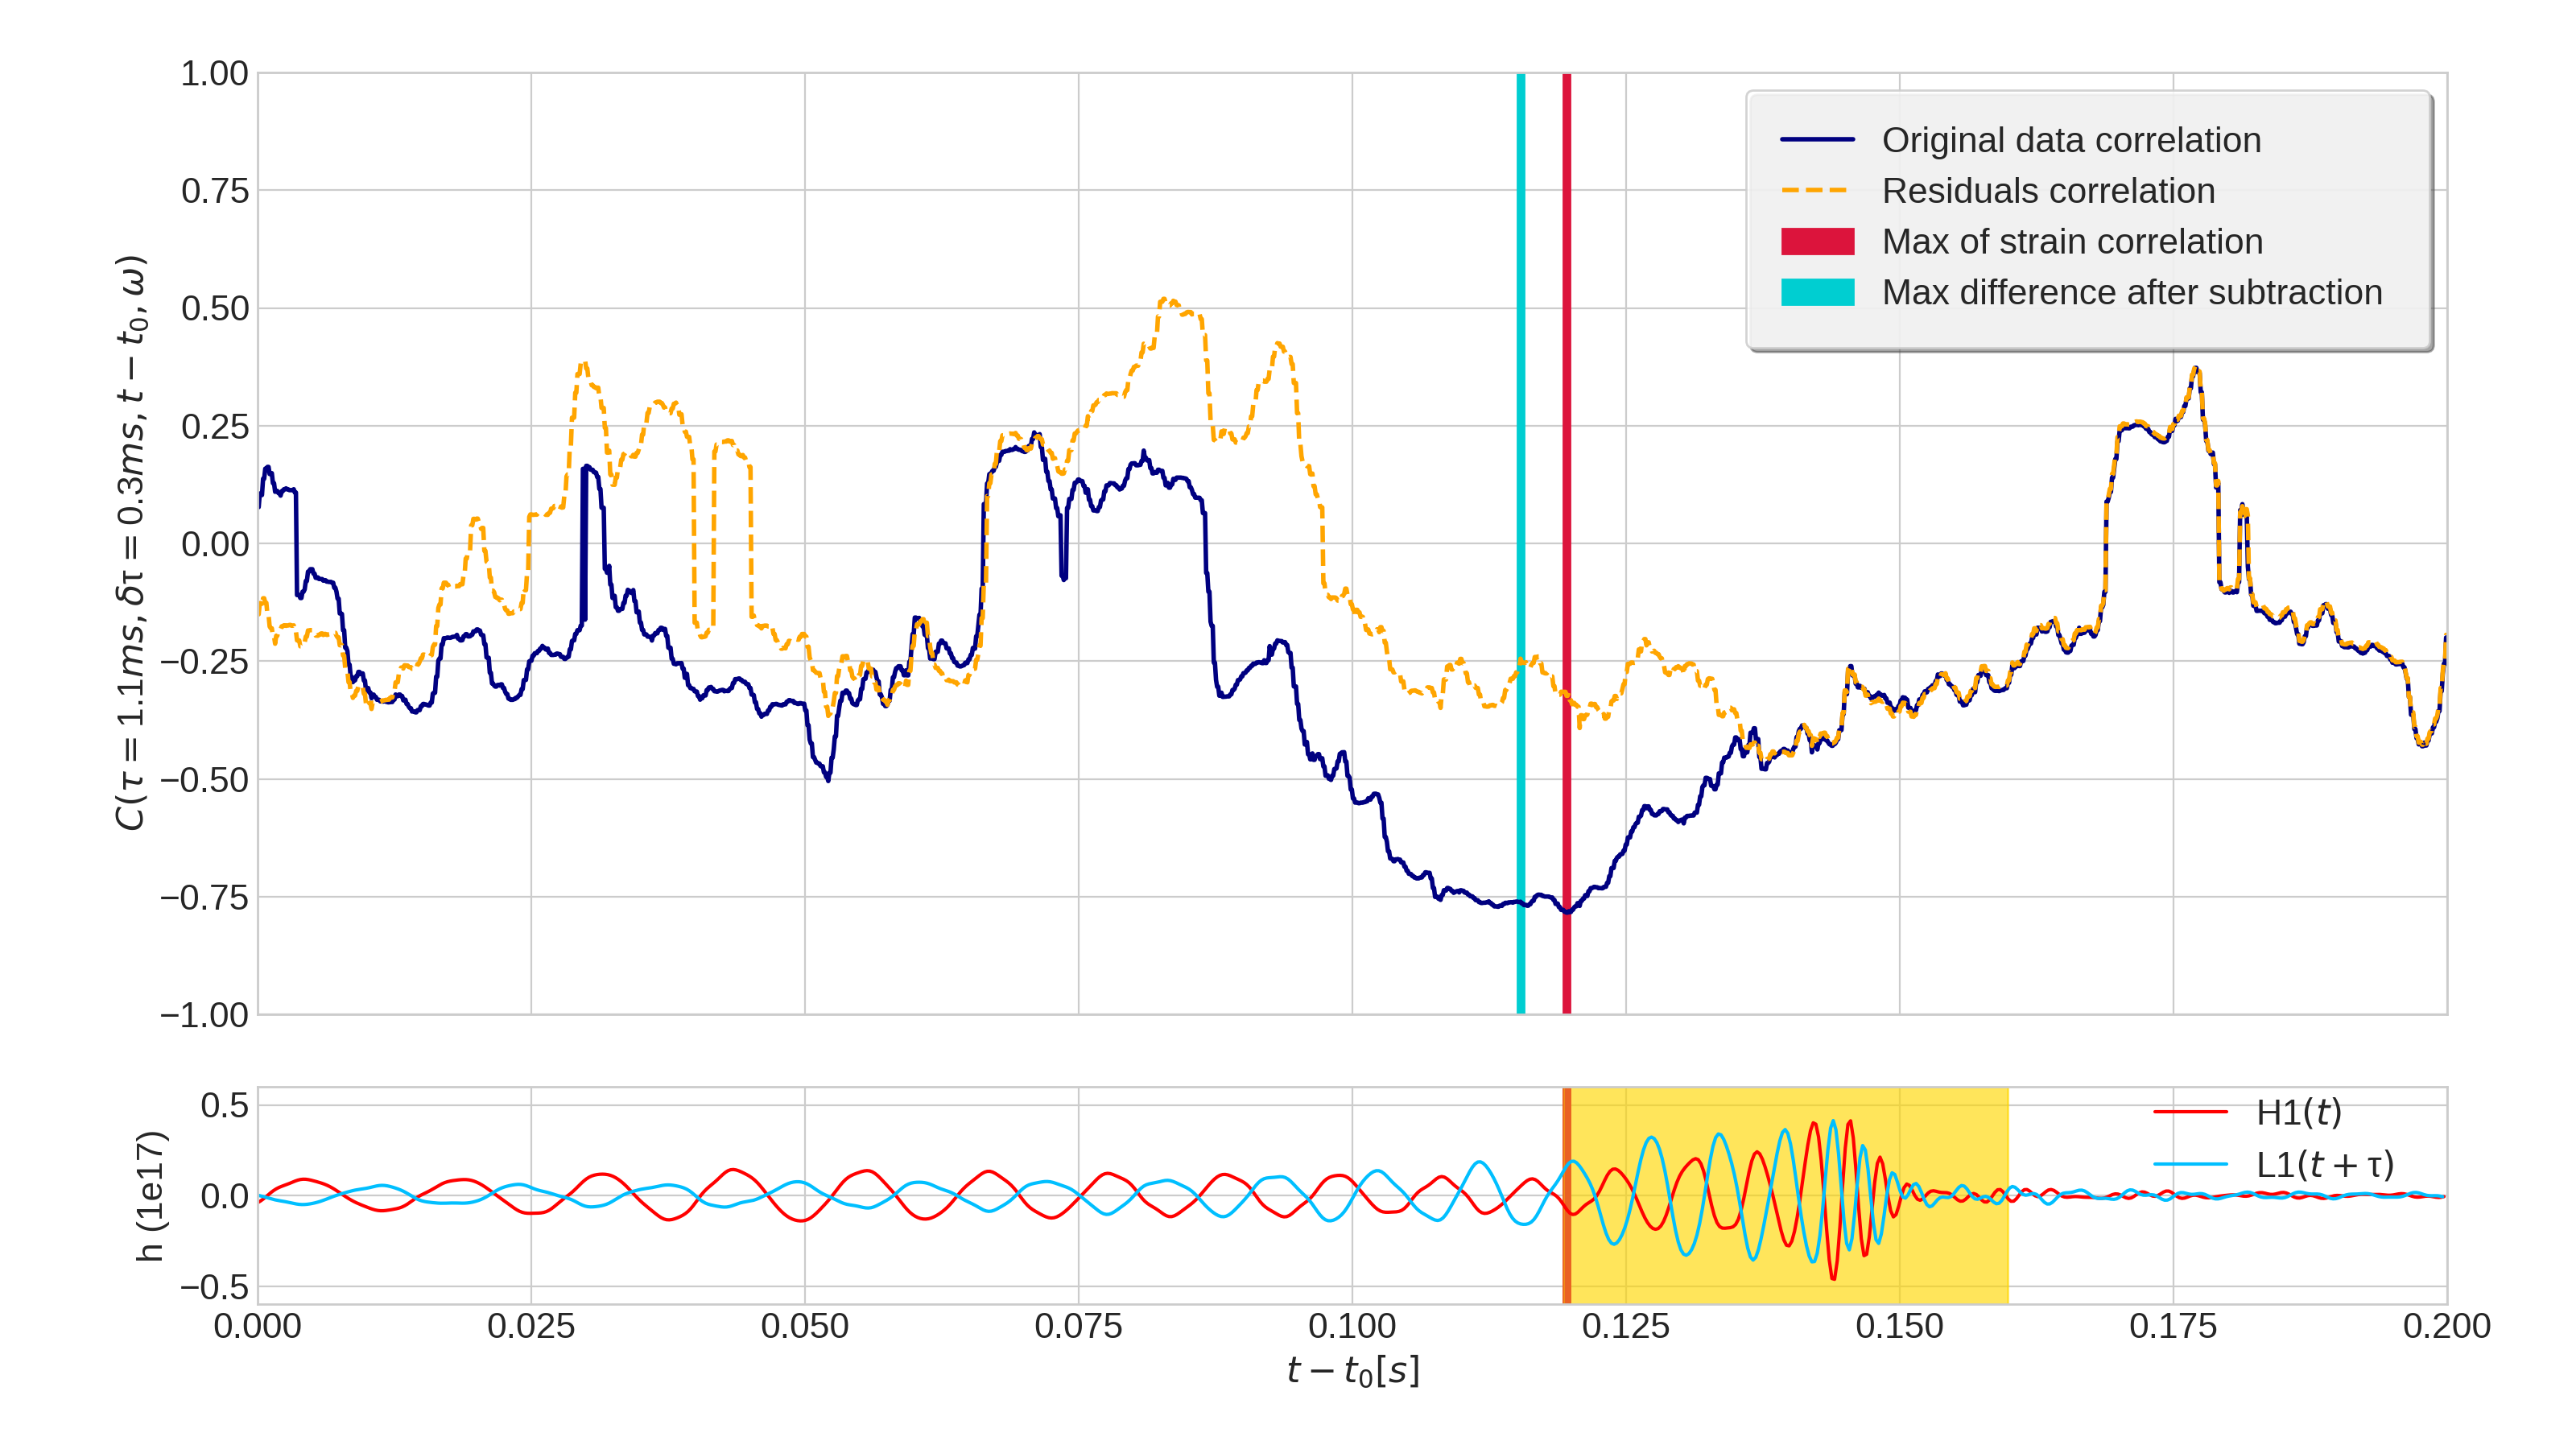 1.00
0.75
0.50
0.25
0.00
−0.25
−0.50
−0.75
−1.00
C(τ = 1.1ms, δτ = 0.3ms, t − t₀, ω)
Original data correlation
Residuals correlation
Max of strain correlation
Max difference after subtraction
0.5
0.0
−0.5
h (1e17)
H1(t)
L1(t + τ)
0.000 0.025 0.050 0.075 0.100 0.125 0.150 0.175 0.200
t − t₀[s]